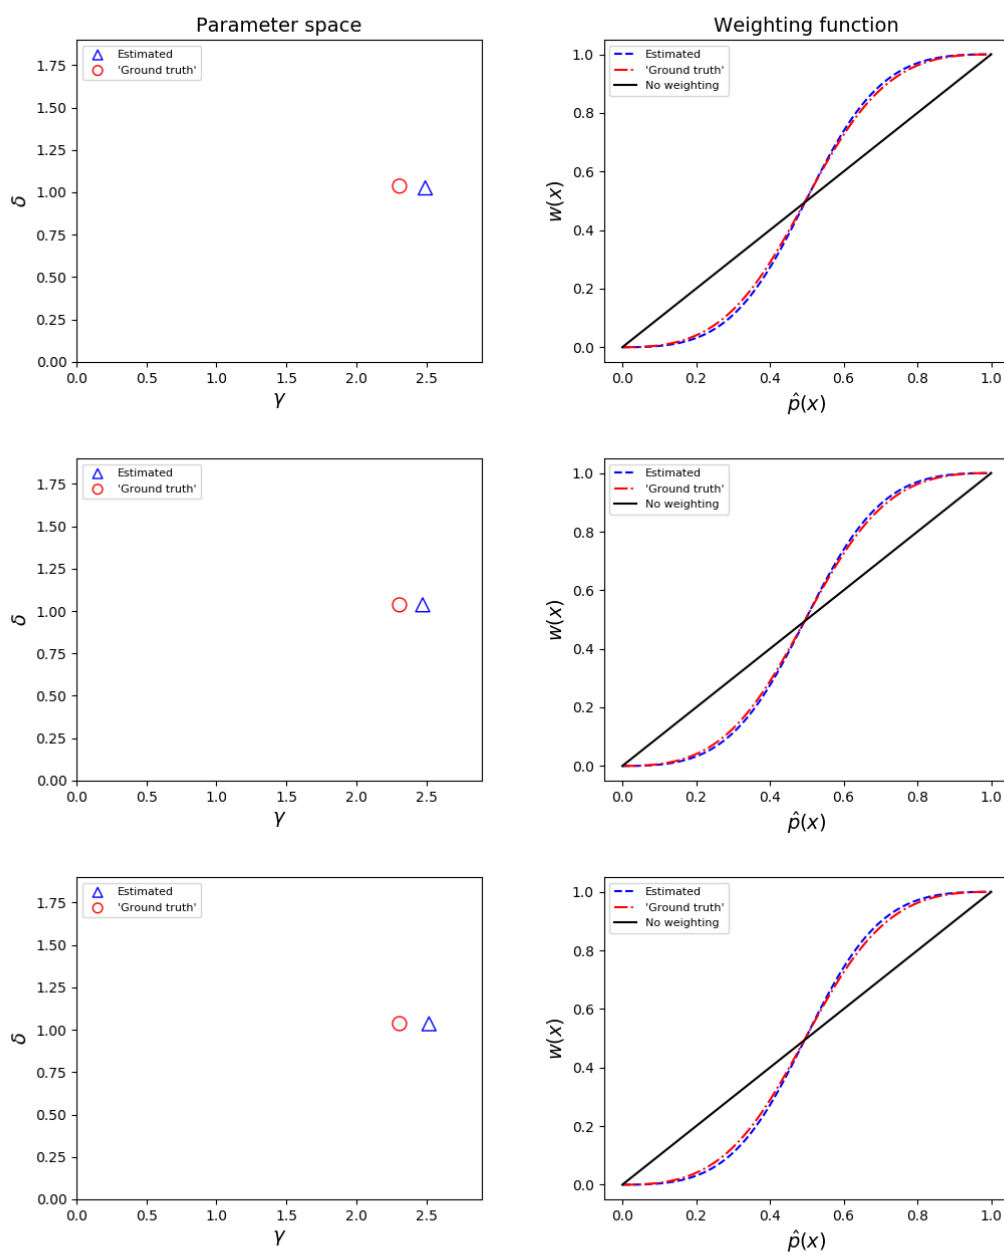 Parameter space
Estimated
'Ground truth'
1.75
1.50
1.25
1.00
0.75
0.50
0.25
0.00
δ
0.0 0.5 1.0 1.5 2.0 2.5
γ
Weighting function
Estimated
'Ground truth'
No weighting
1.0
0.8
0.6
0.4
0.2
0.0
w(x)
0.0 0.2 0.4 0.6 0.8 1.0
p̂(x)
Estimated
'Ground truth'
1.75
1.50
1.25
1.00
0.75
0.50
0.25
0.00
δ
0.0 0.5 1.0 1.5 2.0 2.5
γ
Estimated
'Ground truth'
No weighting
1.0
0.8
0.6
0.4
0.2
0.0
w(x)
0.0 0.2 0.4 0.6 0.8 1.0
p̂(x)
Estimated
'Ground truth'
1.75
1.50
1.25
1.00
0.75
0.50
0.25
0.00
δ
0.0 0.5 1.0 1.5 2.0 2.5
γ
Estimated
'Ground truth'
No weighting
1.0
0.8
0.6
0.4
0.2
0.0
w(x)
0.0 0.2 0.4 0.6 0.8 1.0
p̂(x)